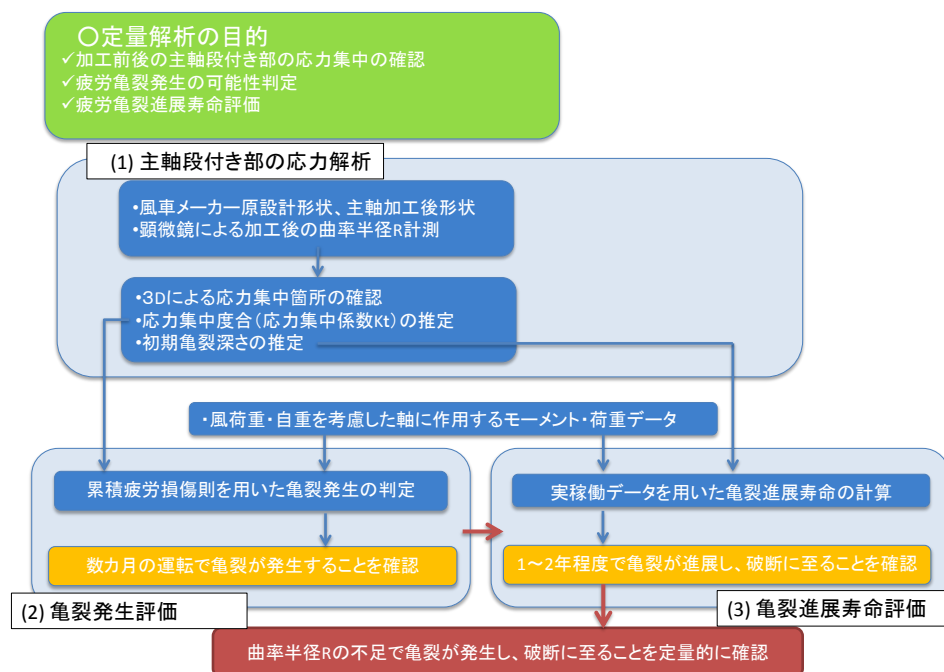 ○定量解析の目的
✓加工前後の主軸段付き部の応力集中の確認
✓疲労亀裂発生の可能性判定
✓疲労亀裂進展寿命評価
(1) 主軸段付き部の応力解析
・風車メーカー原設計形状、主軸加工後形状
・顕微鏡による加工後の曲率半径R計測
・3Dによる応力集中箇所の確認
・応力集中度合(応力集中係数Kt)の推定
・初期亀裂深さの推定
・風荷重・自重を考慮した軸に作用するモーメント・荷重データ
累積疲労損傷則を用いた亀裂発生の判定
数カ月の運転で亀裂が発生することを確認
(2) 亀裂発生評価
実稼働データを用いた亀裂進展寿命の計算
1~2年程度で亀裂が進展し、破断に至ることを確認
(3) 亀裂進展寿命評価
曲率半径Rの不足で亀裂が発生し、破断に至ることを定量的に確認